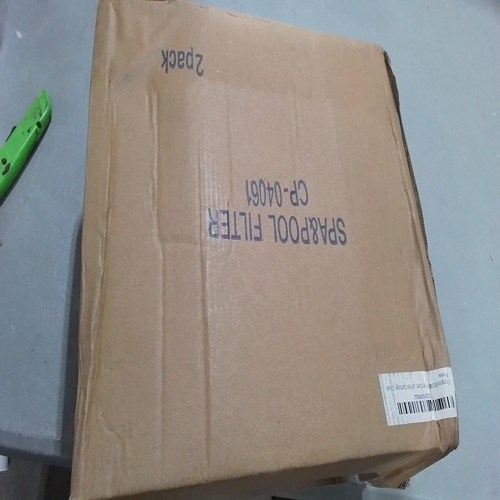 SPA&POOL FILTER
CP-04061
2pack